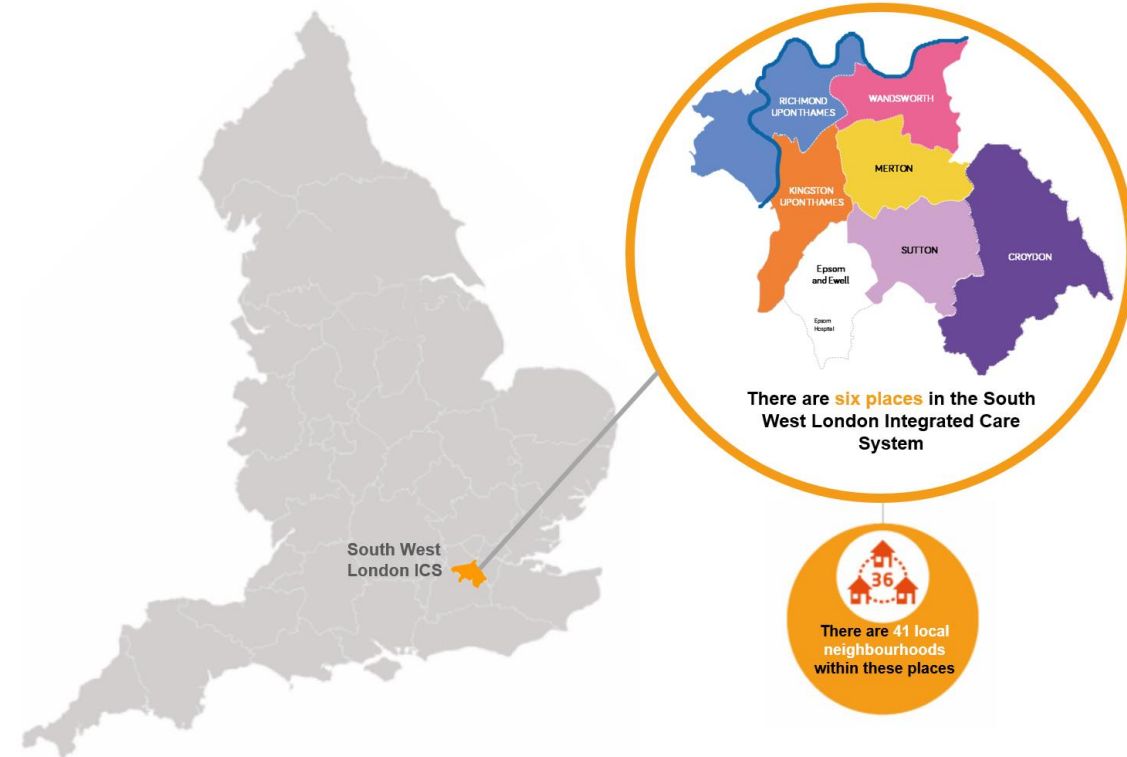 RICHMOND
UPON THAMES
WANDSWORTH
MERTON
KINGSTON
UPON THAMES
SUTTON
CROYDON
Epsom
and Ewell
Epsom
Hospital
There are six places in the South
West London Integrated Care
System
South West
London ICS
36
There are 41 local
neighbourhoods
within these places